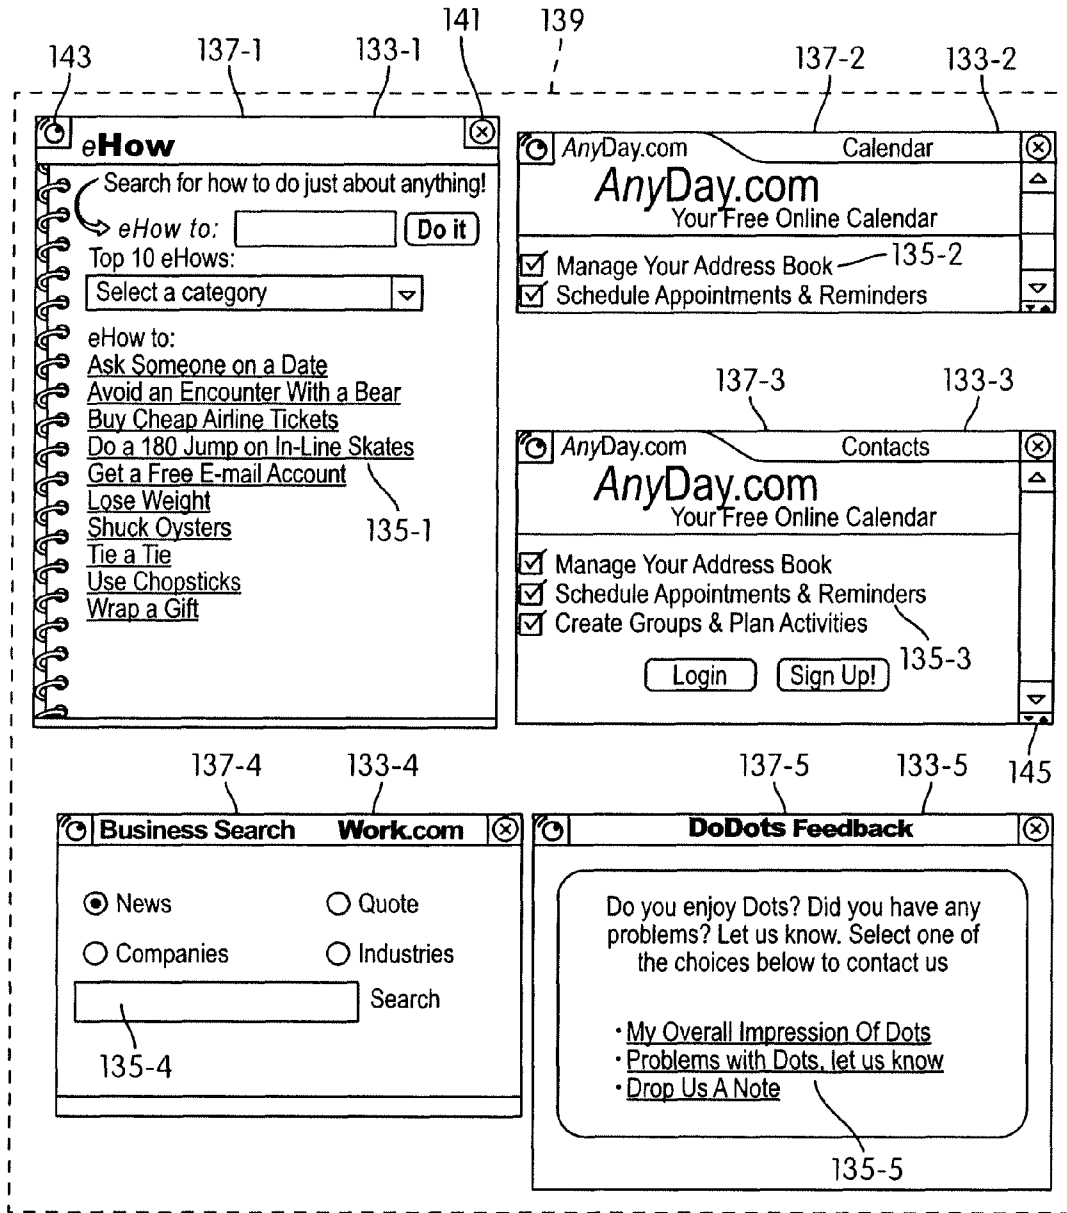 141
139
143
137-1
133-1
137-2
133-2
eHow
Search for how to do just about anything!
eHow to:
Do it
Top 10 eHows:
Select a category
eHow to:
Ask Someone on a Date
Avoid an Encounter With a Bear
Buy Cheap Airline Tickets
Do a 180 Jump on In-Line Skates
Get a Free E-mail Account
Lose Weight
135-1
Shuck Oysters
Tie a Tie
Use Chopsticks
Wrap a Gift
AnyDay.com
Calendar
AnyDay.com
Your Free Online Calendar
Manage Your Address Book
135-2
Schedule Appointments & Reminders
137-3
133-3
AnyDay.com
Contacts
AnyDay.com
Your Free Online Calendar
Manage Your Address Book
Schedule Appointments & Reminders
Create Groups & Plan Activities
135-3
Login
Sign Up!
145
137-4
133-4
Business Search
Work.com
News
Quote
Companies
Industries
Search
135-4
137-5
133-5
DoDots Feedback
Do you enjoy Dots? Did you have any
problems? Let us know. Select one of
the choices below to contact us
· My Overall Impression Of Dots
· Problems with Dots, let us know
· Drop Us A Note
135-5